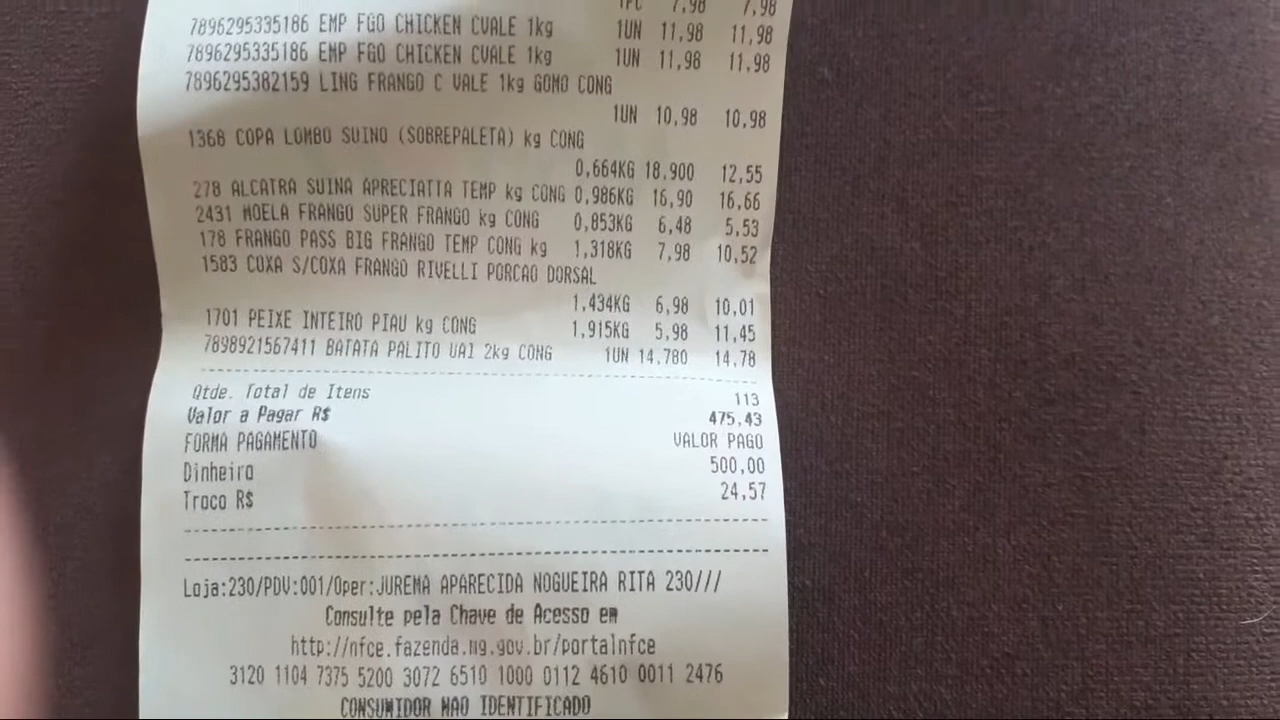 1PC 7,98 7,98
7896295335186 EMP FGO CHICKEN CVALE 1kg 1UN 11,98 11,98
7896295335186 EMP FGO CHICKEN CVALE 1kg 1UN 11,98 11,98
7896295382159 LING FRANGO C VALE 1kg GOMO CONG
1UN 10,98 10,98
1368 COPA LOMBO SUINO (SOBREPALETA) kg CONG
0,664KG 18,900 12,55
278 ALCATRA SUINA APRECIATTA TEMP kg CONG 0,986KG 16,90 16,66
2431 MOELA FRANGO SUPER FRANGO kg CONG 0,853KG 6,48 5,53
178 FRANGO PASS BIG FRANGO TEMP CONG kg 1,318KG 7,98 10,52
1583 COXA S/COXA FRANGO RIVELLI PORCAO DORSAL
1,434KG 6,98 10,01
1701 PEIXE INTEIRO PIAU kg CONG 1,915KG 5,98 11,45
7898921567411 BATATA PALITO UAI 2kg CONG 1UN 14,780 14,78
Qtde. Total de Itens 113
Valor a Pagar R$ 475,43
FORMA PAGAMENTO VALOR PAGO
Dinheiro 500,00
Troco R$ 24,57
Loja:230/PDV:001/Oper:JUREMA APARECIDA NOGUEIRA RITA 230///
Consulte pela Chave de Acesso em
http://nfce.fazenda.mg.gov.br/portalnfce
3120 1104 7375 5200 3072 6510 1000 0112 4610 0011 2476
CONSUMIDOR NAO IDENTIFICADO